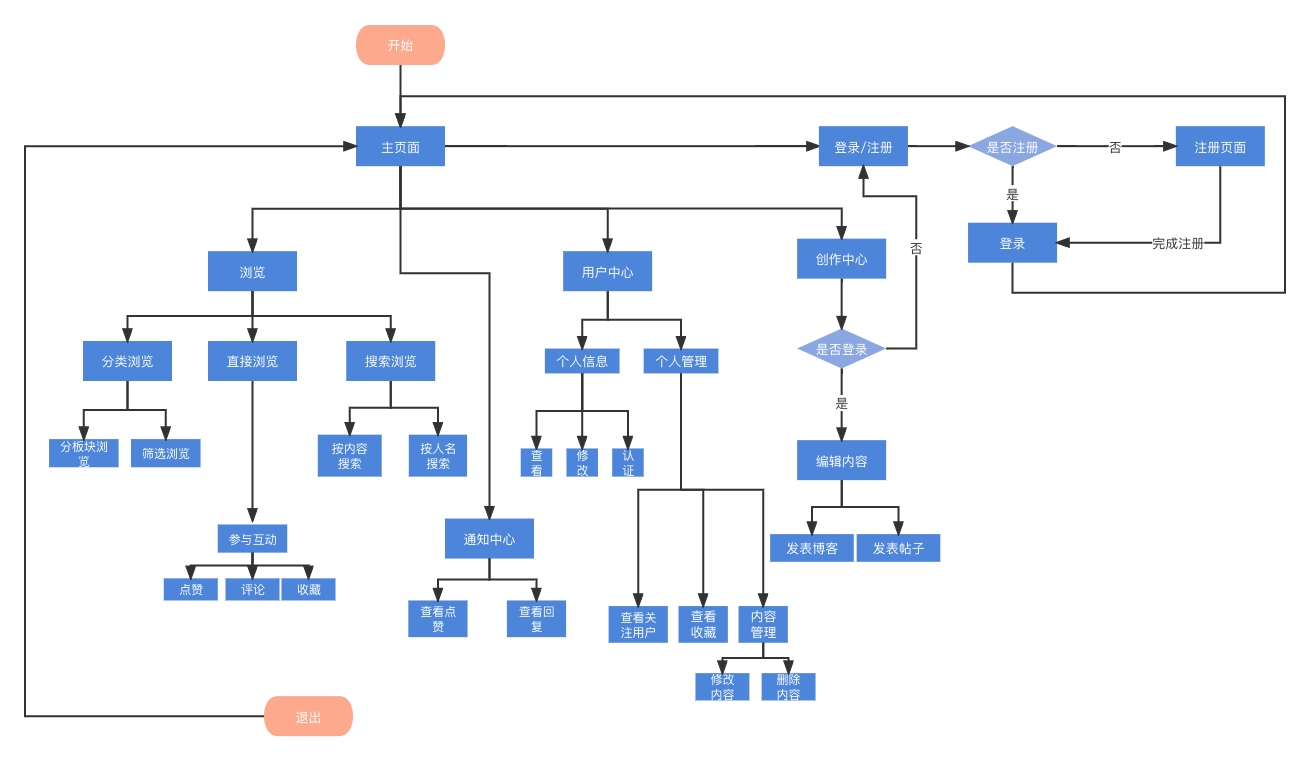 开始
主页面
登录/注册
是否注册
否
注册页面
是
登录
完成注册
浏览
用户中心
创作中心
否
分类浏览
直接浏览
搜索浏览
个人信息
个人管理
是否登录
是
分板块浏
览
筛选浏览
按内容
搜索
按人名
搜索
查
看
修
改
认
证
编辑内容
参与互动
通知中心
发表博客
发表帖子
点赞
评论
收藏
查看点
赞
查看回
复
查看关
注用户
查看
收藏
内容
管理
修改
内容
删除
内容
退出